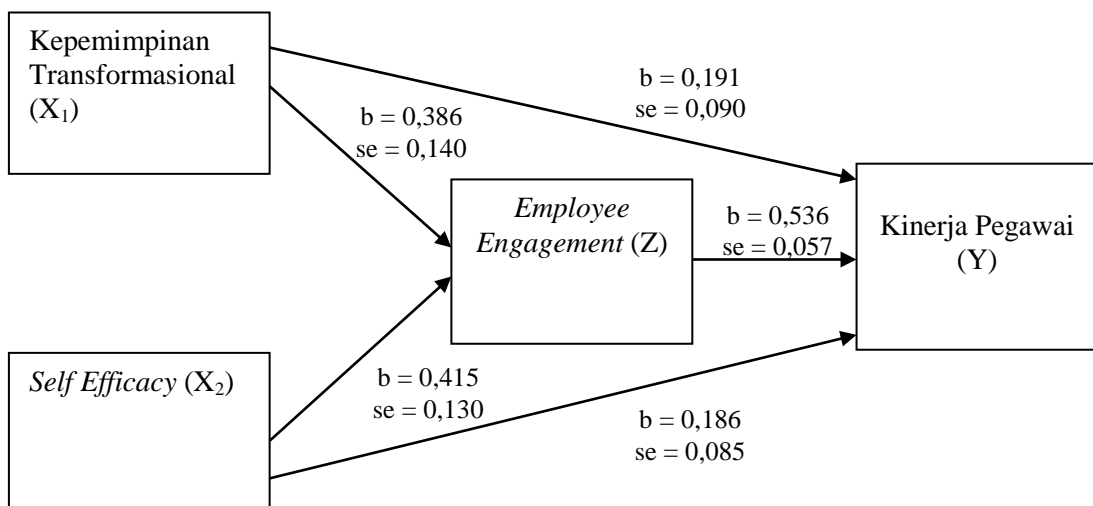 Kepemimpinan
Transformasional
(X₁)
b = 0,191
se = 0,090
b = 0,386
se = 0,140
Employee
Engagement (Z)
b = 0,536
se = 0,057
Kinerja Pegawai
(Y)
Self Efficacy (X₂)
b = 0,415
se = 0,130
b = 0,186
se = 0,085